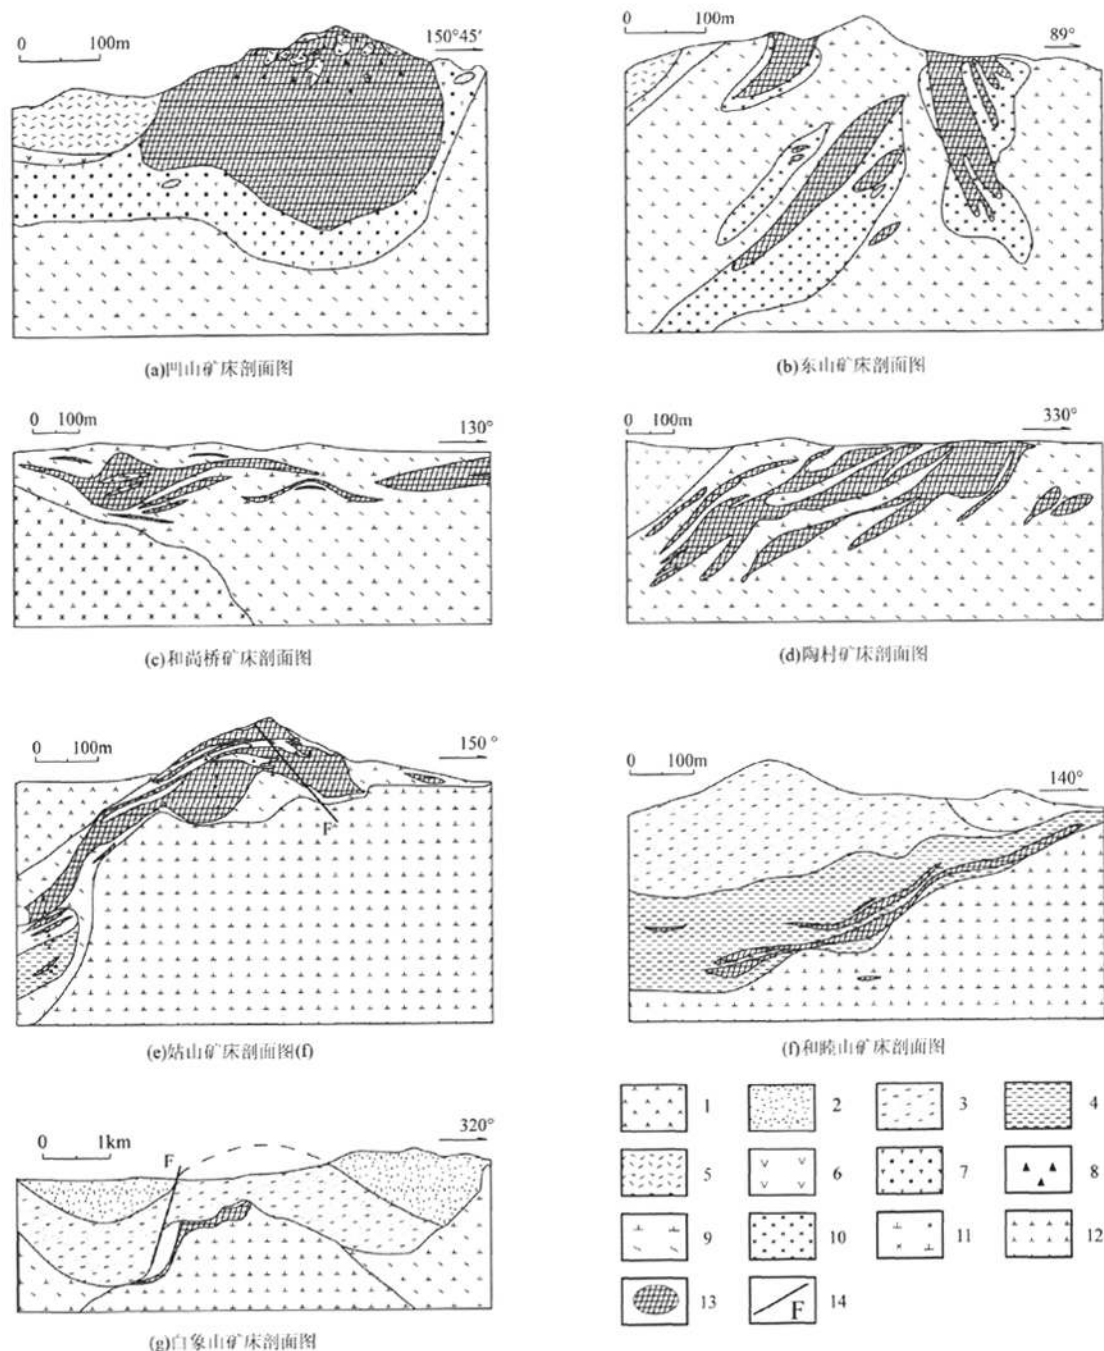 0 100m 150°45′
(a)凹山矿床剖面图
0 100m 89°
(b)东山矿床剖面图
0 100m 130°
(c)和尚桥矿床剖面图
0 100m 330°
(d)陶村矿床剖面图
0 100m 150°
F
(e)姑山矿床剖面图(f)
0 100m 140°
(f)和睦山矿床剖面图
0 1km 320°
F
(g)白象山矿床剖面图
1 2 3 4
5 6 7 8
9 10 11 12
13 F 14